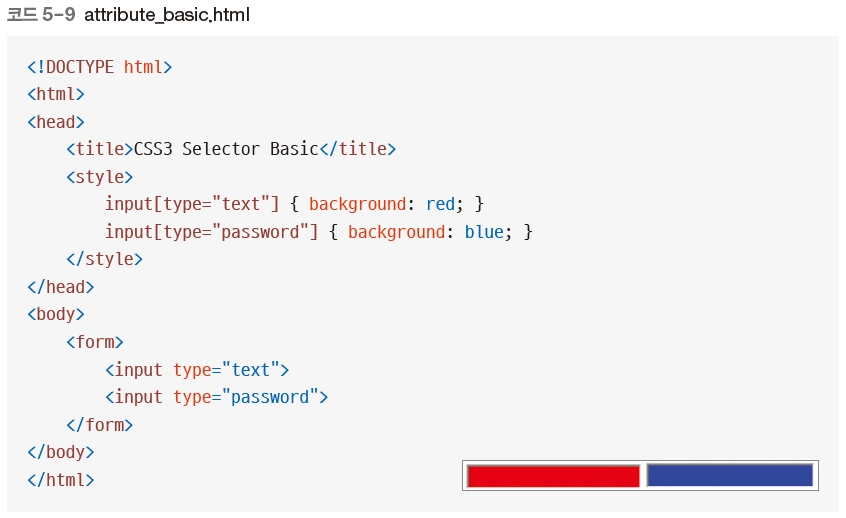 코드 5-9 attribute_basic.html
<!DOCTYPE html>
<html>
<head>
    <title>CSS3 Selector Basic</title>
    <style>
        input[type="text"] { background: red; }
        input[type="password"] { background: blue; }
    </style>
</head>
<body>
    <form>
        <input type="text">
        <input type="password">
    </form>
</body>
</html>